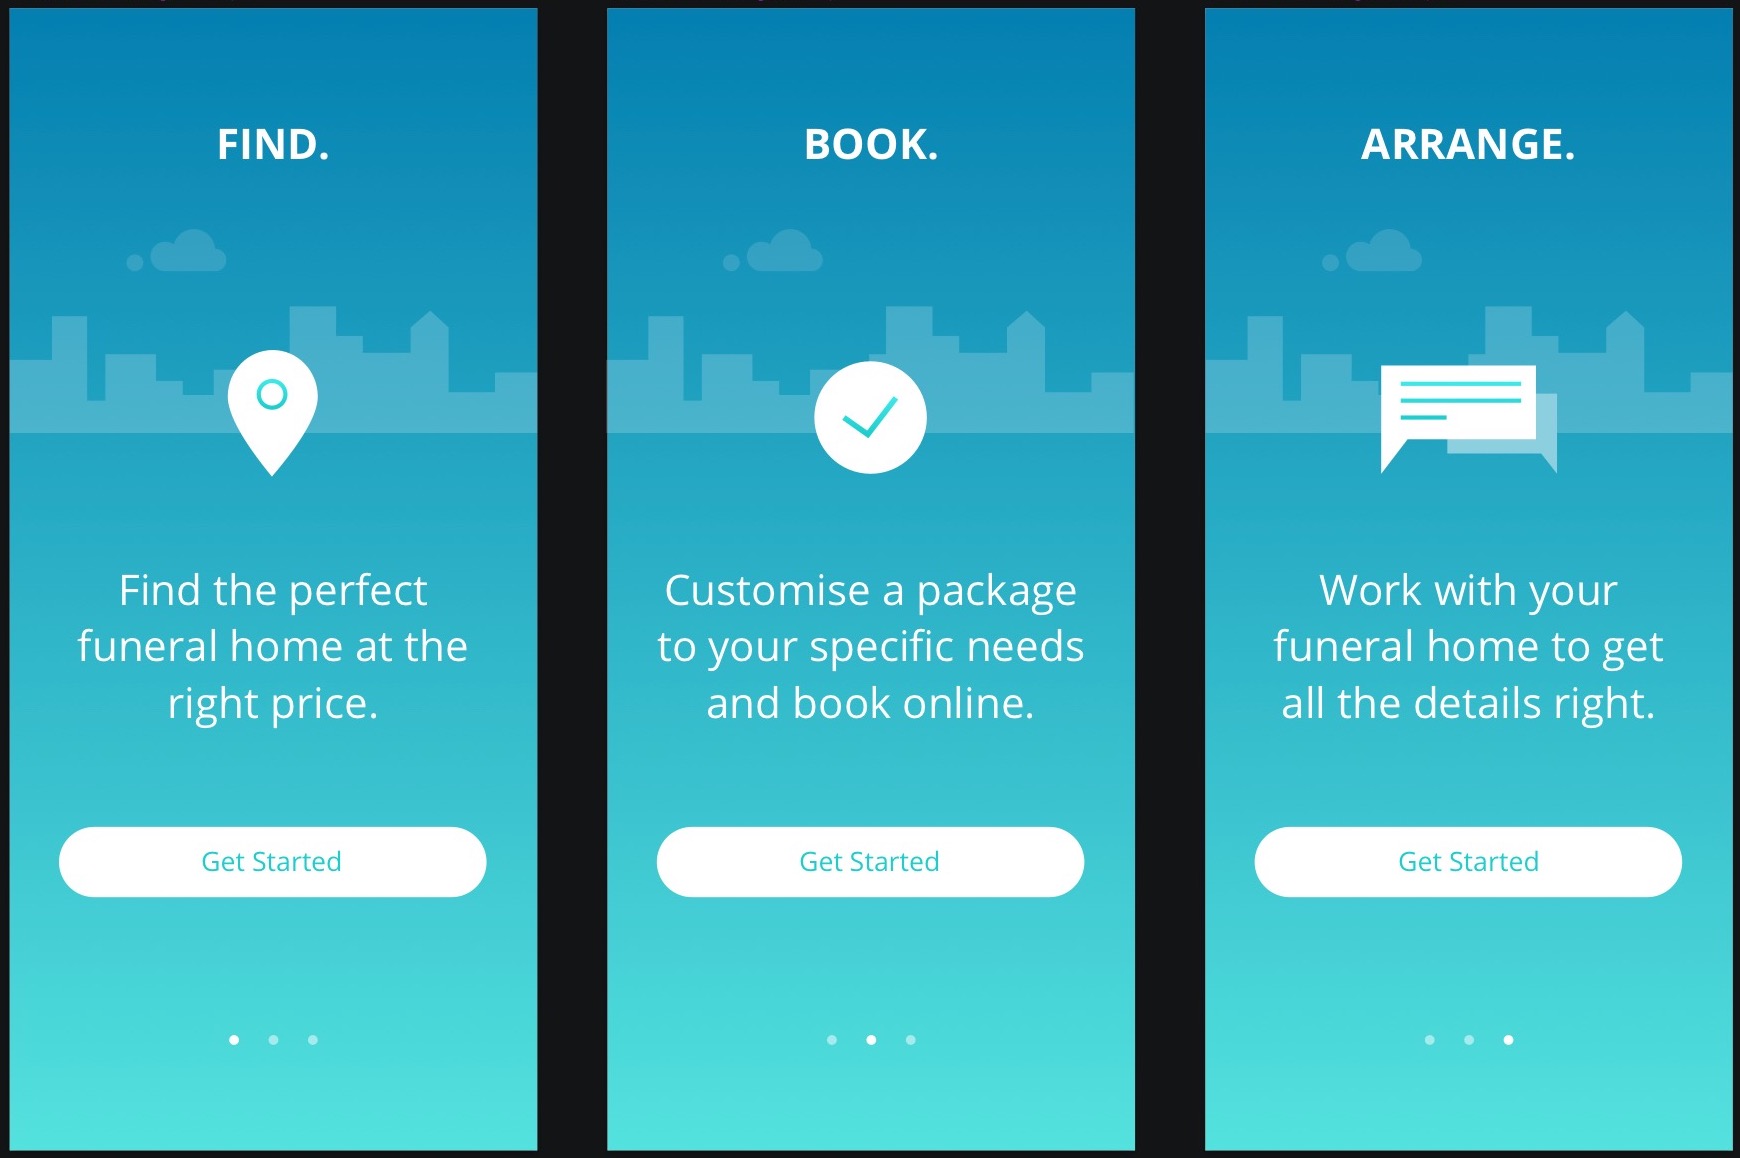 FIND.
Find the perfect
funeral home at the
right price.
Get Started
BOOK.
Customise a package
to your specific needs
and book online.
Get Started
ARRANGE.
Work with your
funeral home to get
all the details right.
Get Started